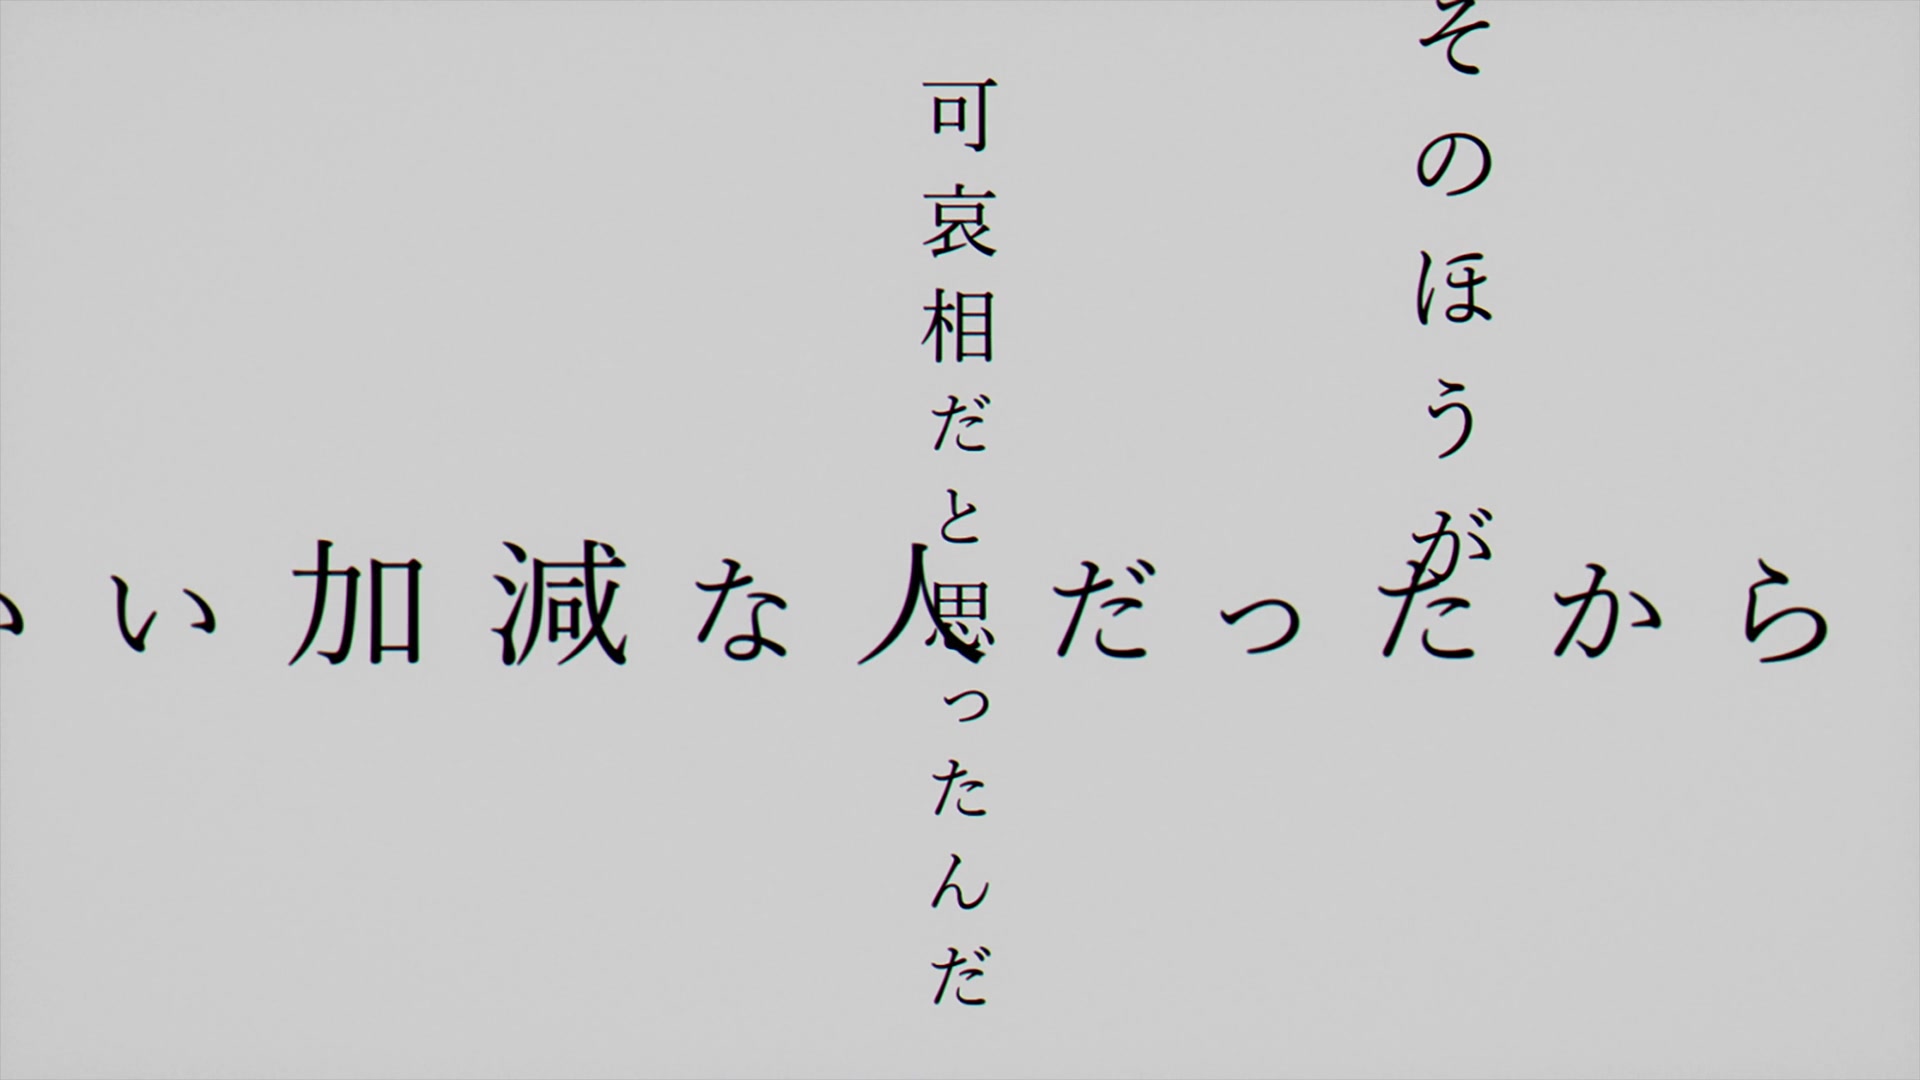 そのほうが
可哀相だと思ったんだ
い加減な人だったから